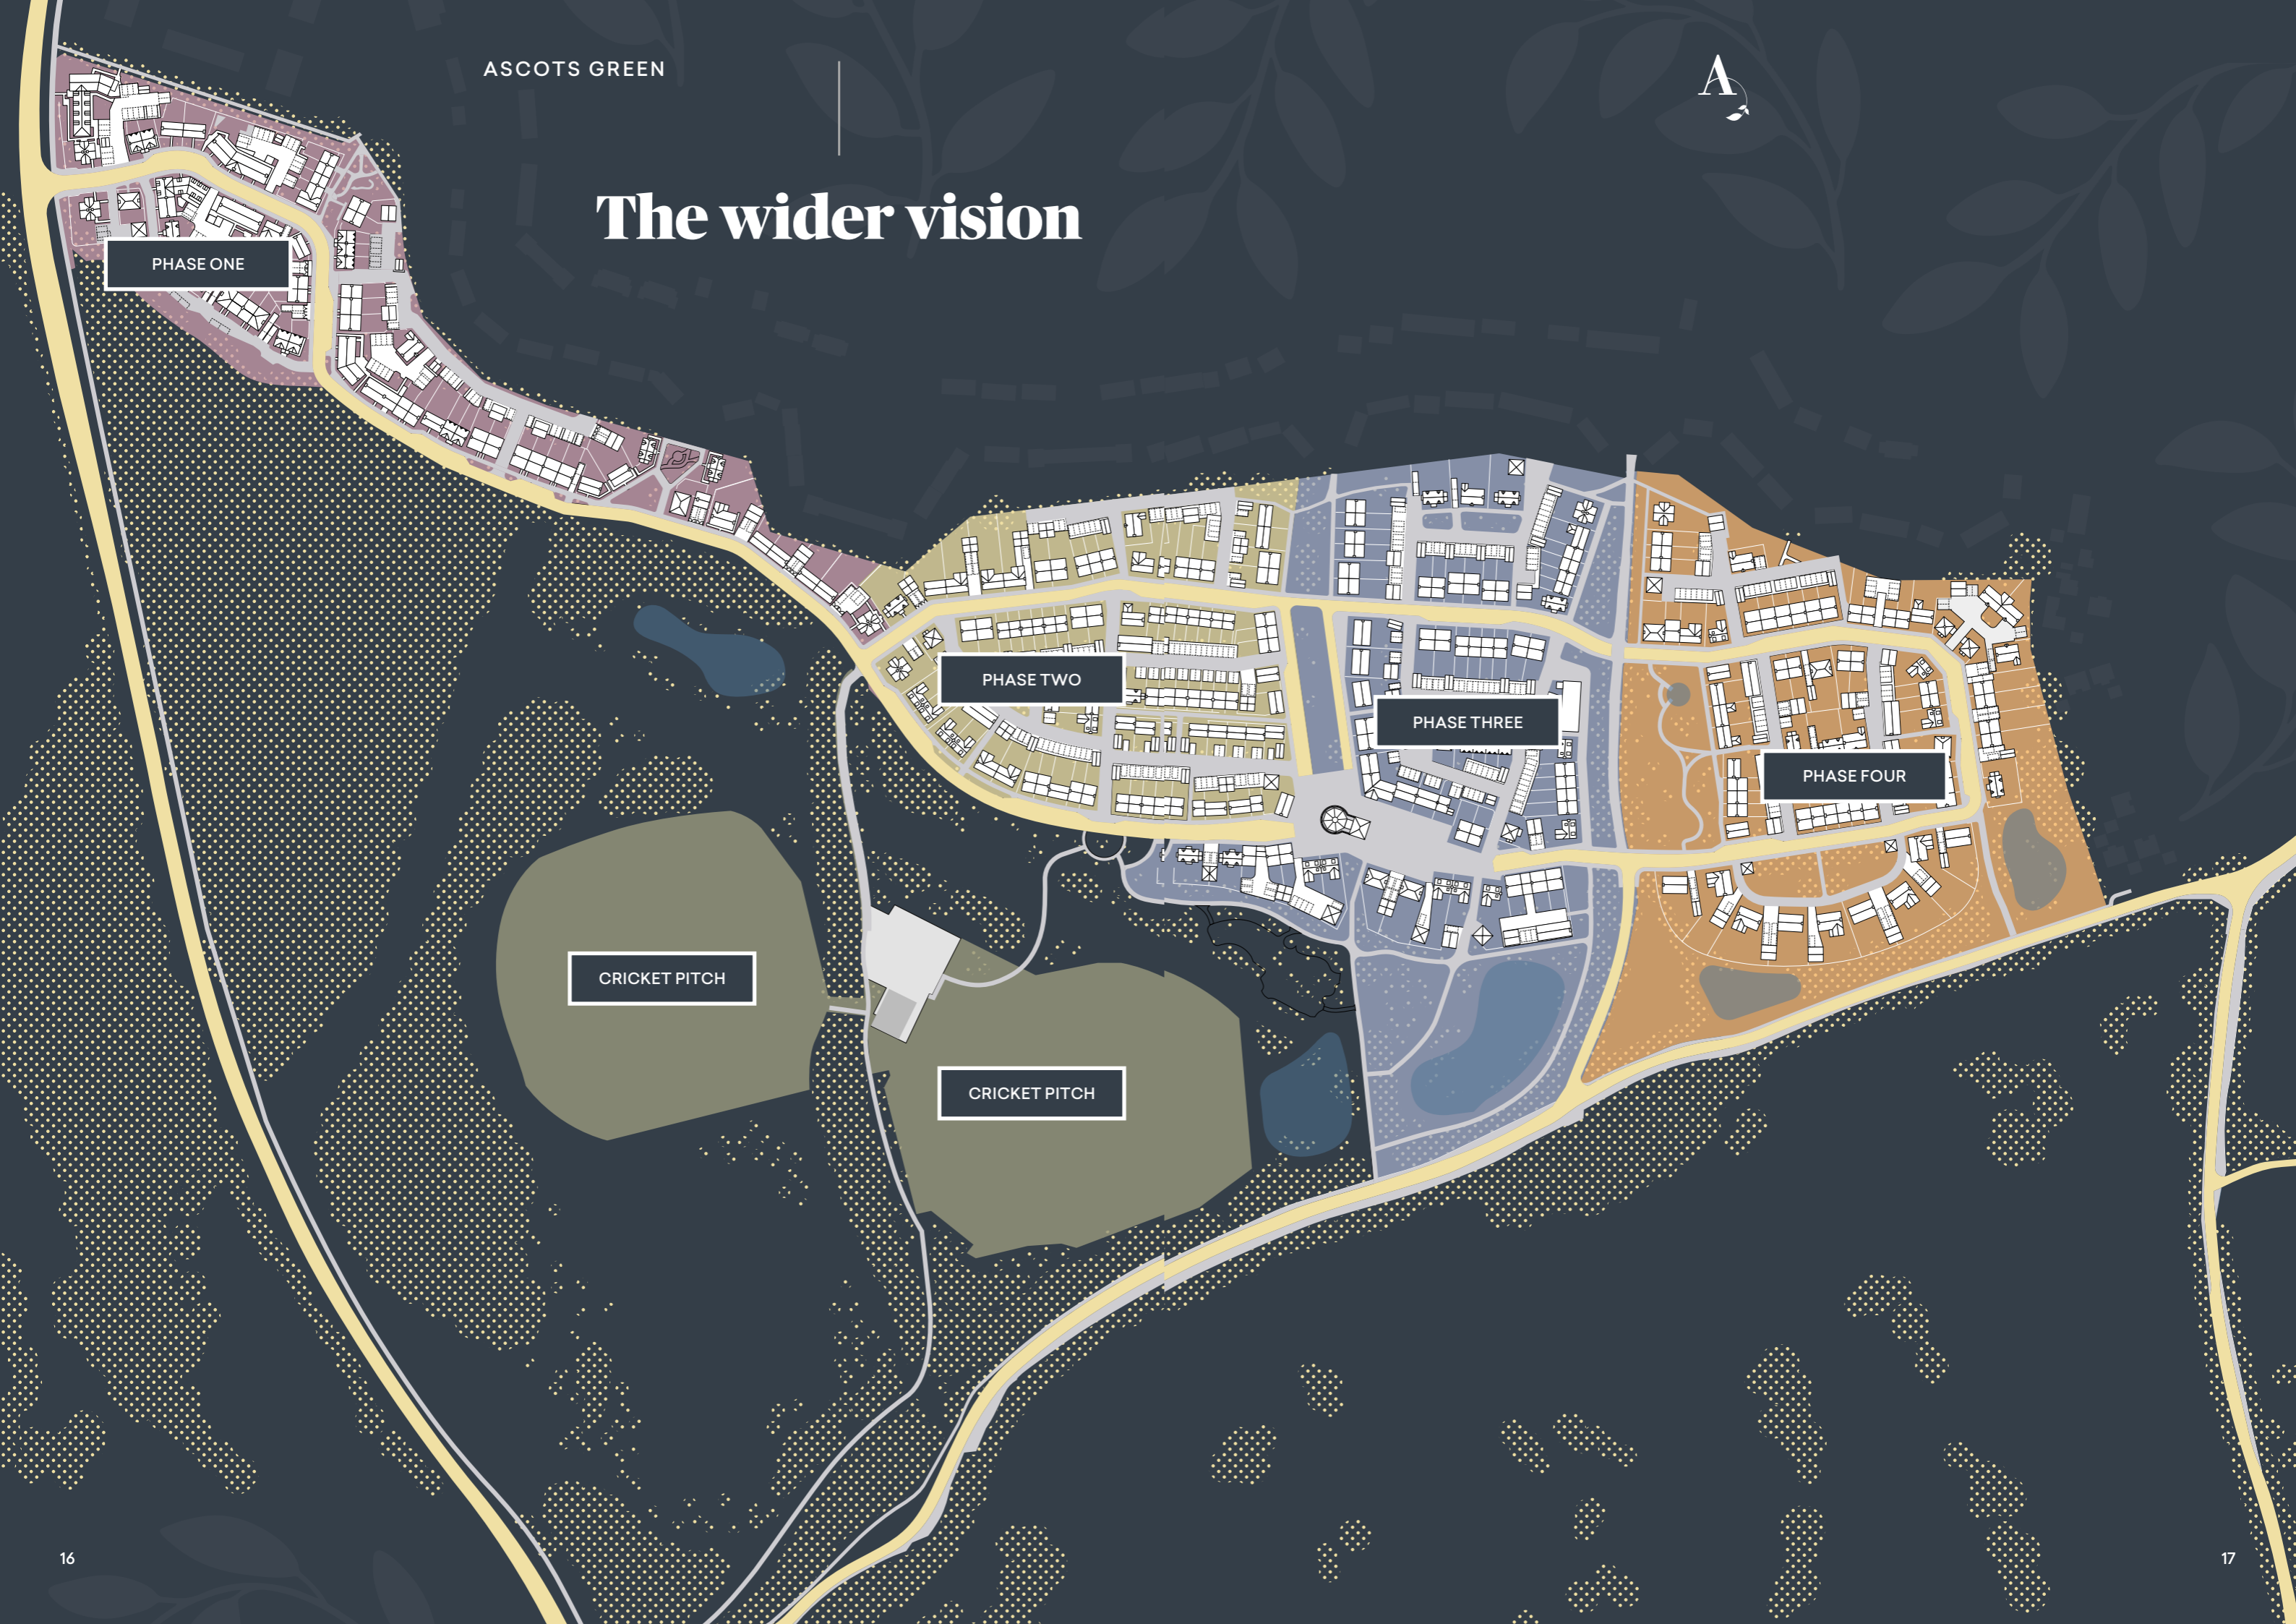 ASCOTS GREEN
A
The wider vision
PHASE ONE
PHASE TWO
PHASE THREE
PHASE FOUR
CRICKET PITCH
CRICKET PITCH
16
17